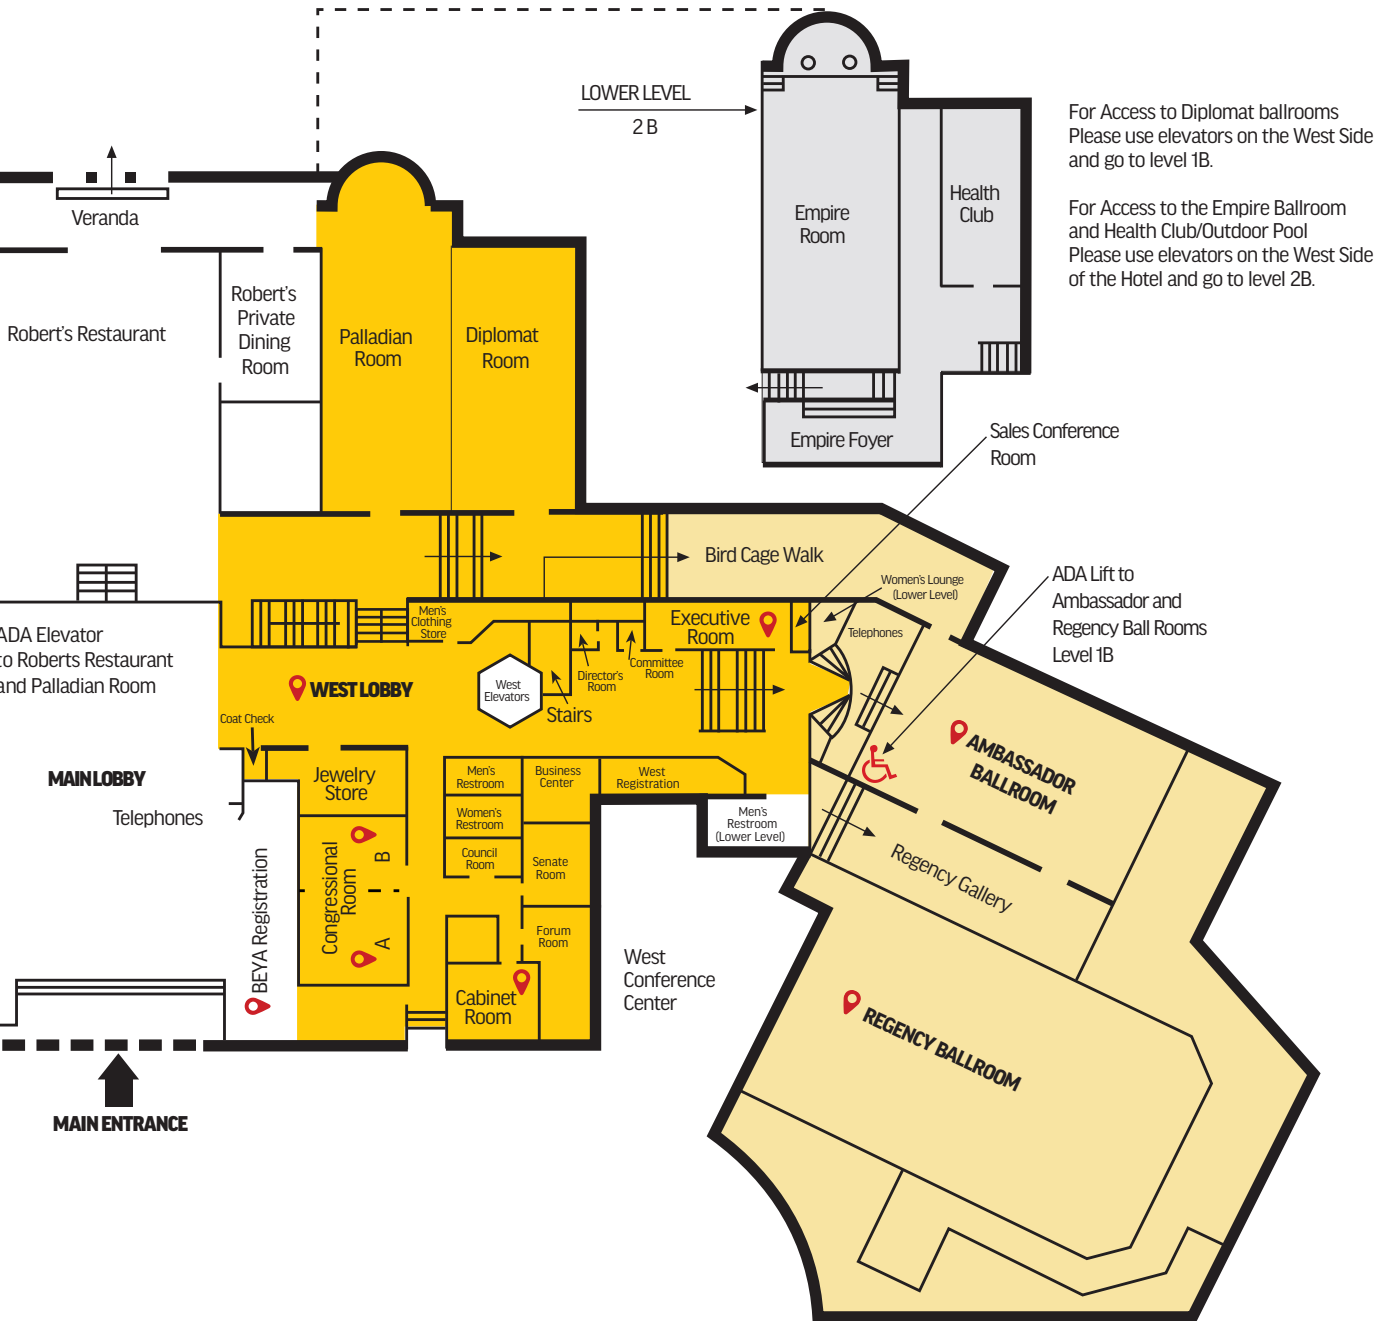 LOWER LEVEL
2 B
For Access to Diplomat ballrooms
Please use elevators on the West Side
and go to level 1B.
For Access to the Empire Ballroom
and Health Club/Outdoor Pool
Please use elevators on the West Side
of the Hotel and go to level 2B.
Health
Club
Empire
Room
Empire Foyer
Veranda
Robert's Restaurant
Robert's
Private
Dining
Room
Palladian
Room
Diplomat
Room
Sales Conference
Room
Bird Cage Walk
Women's Lounge
(Lower Level)
Telephones
ADA Lift to
Ambassador and
Regency Ball Rooms
Level 1B
ADA Elevator
to Roberts Restaurant
and Palladian Room
Men's
Clothing
Store
Executive
Room
Director's
Room
Committee
Room
West
Elevators
Stairs
WEST LOBBY
Coat Check
MAIN LOBBY
Telephones
Jewelry
Store
Men's
Restroom
Business
Center
West
Registration
Women's
Restroom
Men's
Restroom
(Lower Level)
Council
Room
Senate
Room
Congressional
Room
B
A
BEYA Registration
Forum
Room
Cabinet
Room
West
Conference
Center
AMBASSADOR
BALLROOM
Regency Gallery
REGENCY BALLROOM
MAIN ENTRANCE